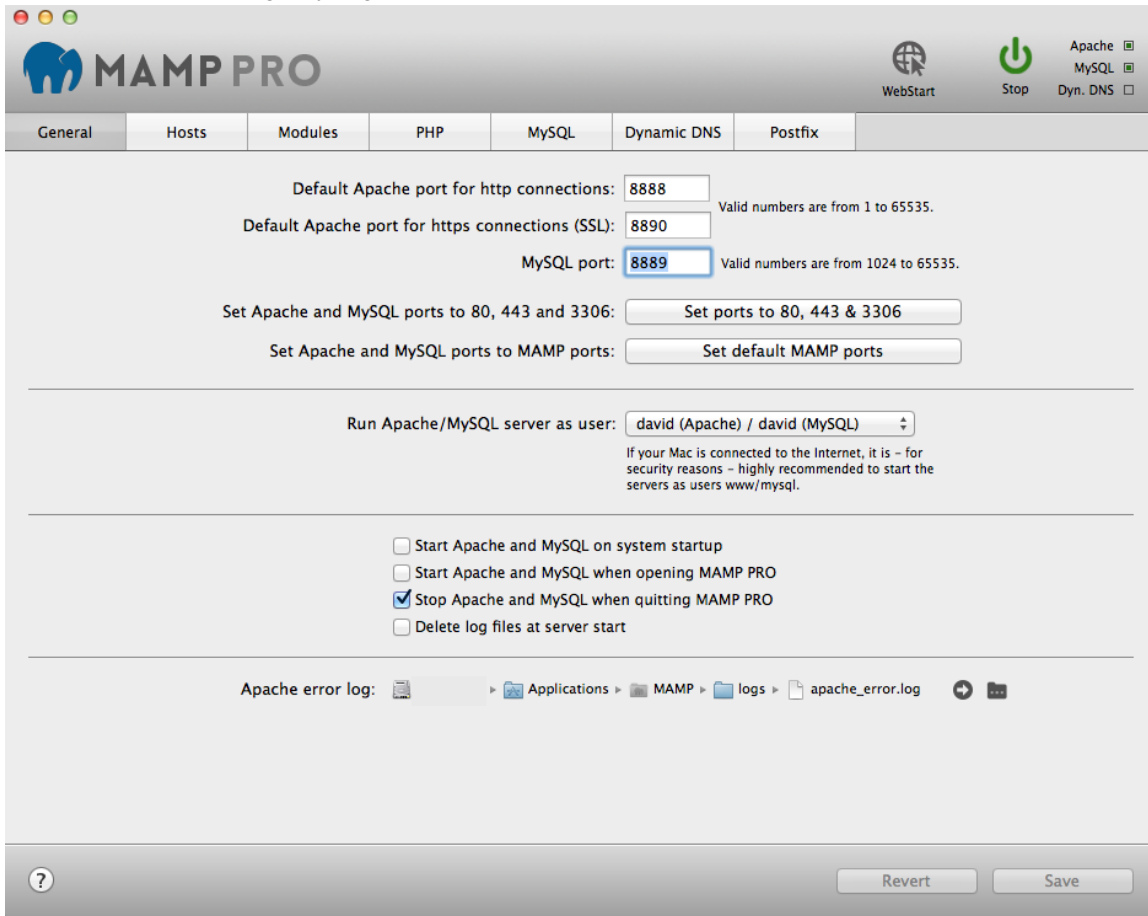 MAMP PRO
WebStart
Stop
Apache
MySQL
Dyn. DNS
General Hosts Modules PHP MySQL Dynamic DNS Postfix
Default Apache port for http connections: 8888
Valid numbers are from 1 to 65535.
Default Apache port for https connections (SSL): 8890
MySQL port: 8889 Valid numbers are from 1024 to 65535.
Set Apache and MySQL ports to 80, 443 and 3306: Set ports to 80, 443 & 3306
Set Apache and MySQL ports to MAMP ports: Set default MAMP ports
Run Apache/MySQL server as user: david (Apache) / david (MySQL)
If your Mac is connected to the Internet, it is – for
security reasons – highly recommended to start the
servers as users www/mysql.
Start Apache and MySQL on system startup
Start Apache and MySQL when opening MAMP PRO
Stop Apache and MySQL when quitting MAMP PRO
Delete log files at server start
Apache error log: Applications MAMP logs apache_error.log
?
Revert Save